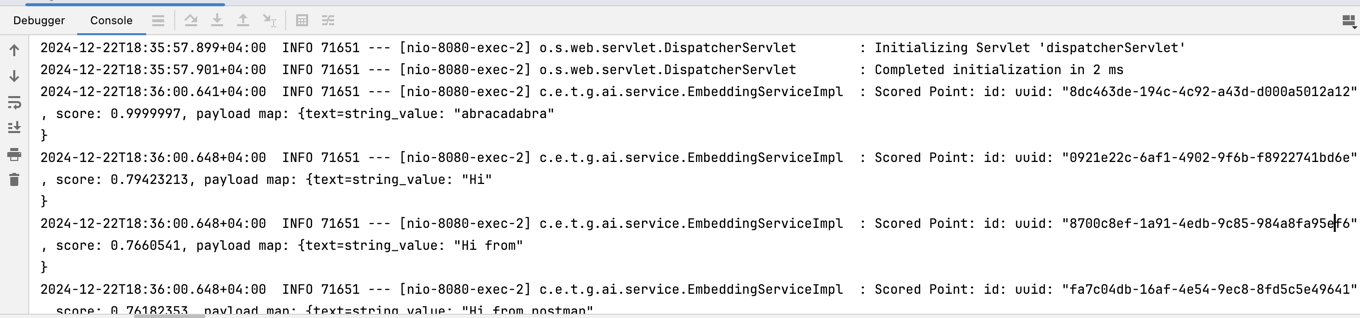 Debugger Console
2024-12-22T18:35:57.899+04:00 INFO 71651 --- [nio-8080-exec-2] o.s.web.servlet.DispatcherServlet : Initializing Servlet 'dispatcherServlet'
2024-12-22T18:35:57.901+04:00 INFO 71651 --- [nio-8080-exec-2] o.s.web.servlet.DispatcherServlet : Completed initialization in 2 ms
2024-12-22T18:36:00.641+04:00 INFO 71651 --- [nio-8080-exec-2] c.e.t.g.ai.service.EmbeddingServiceImpl : Scored Point: id: uuid: "8dc463de-194c-4c92-a43d-d000a5012a12"
, score: 0.9999997, payload map: {text=string_value: "abracadabra"
}
2024-12-22T18:36:00.648+04:00 INFO 71651 --- [nio-8080-exec-2] c.e.t.g.ai.service.EmbeddingServiceImpl : Scored Point: id: uuid: "0921e22c-6af1-4902-9f6b-f8922741bd6e"
, score: 0.79423213, payload map: {text=string_value: "Hi"
}
2024-12-22T18:36:00.648+04:00 INFO 71651 --- [nio-8080-exec-2] c.e.t.g.ai.service.EmbeddingServiceImpl : Scored Point: id: uuid: "8700c8ef-1a91-4edb-9c85-984a8fa95ef6"
, score: 0.7660541, payload map: {text=string_value: "Hi from"
}
2024-12-22T18:36:00.648+04:00 INFO 71651 --- [nio-8080-exec-2] c.e.t.g.ai.service.EmbeddingServiceImpl : Scored Point: id: uuid: "fa7c04db-16af-4e54-9ec8-8fd5c5e49641"
, score: 0.76182353, payload map: {text=string_value: "Hi from postman"